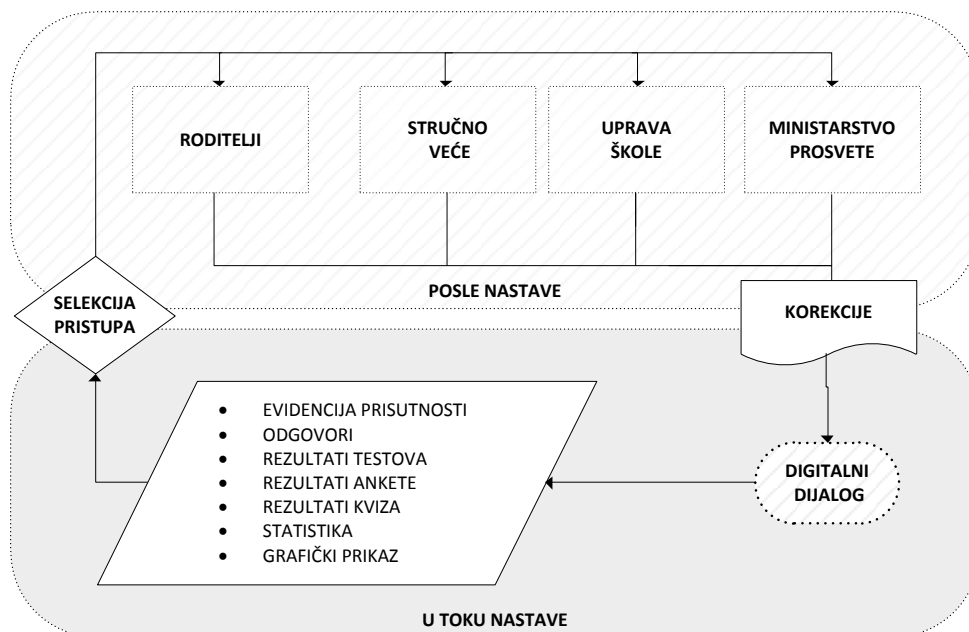 RODITELJI
STRUČNO
VEĆE
UPRAVA
ŠKOLE
MINISTARSTVO
PROSVETE
POSLE NASTAVE
SELEKCIJA
PRISTUPA
KOREKCIJE
• EVIDENCIJA PRISUTNOSTI
• ODGOVORI
• REZULTATI TESTOVA
• REZULTATI ANKETE
• REZULTATI KVIZA
• STATISTIKA
• GRAFIČKI PRIKAZ
DIGITALNI
DIJALOG
U TOKU NASTAVE